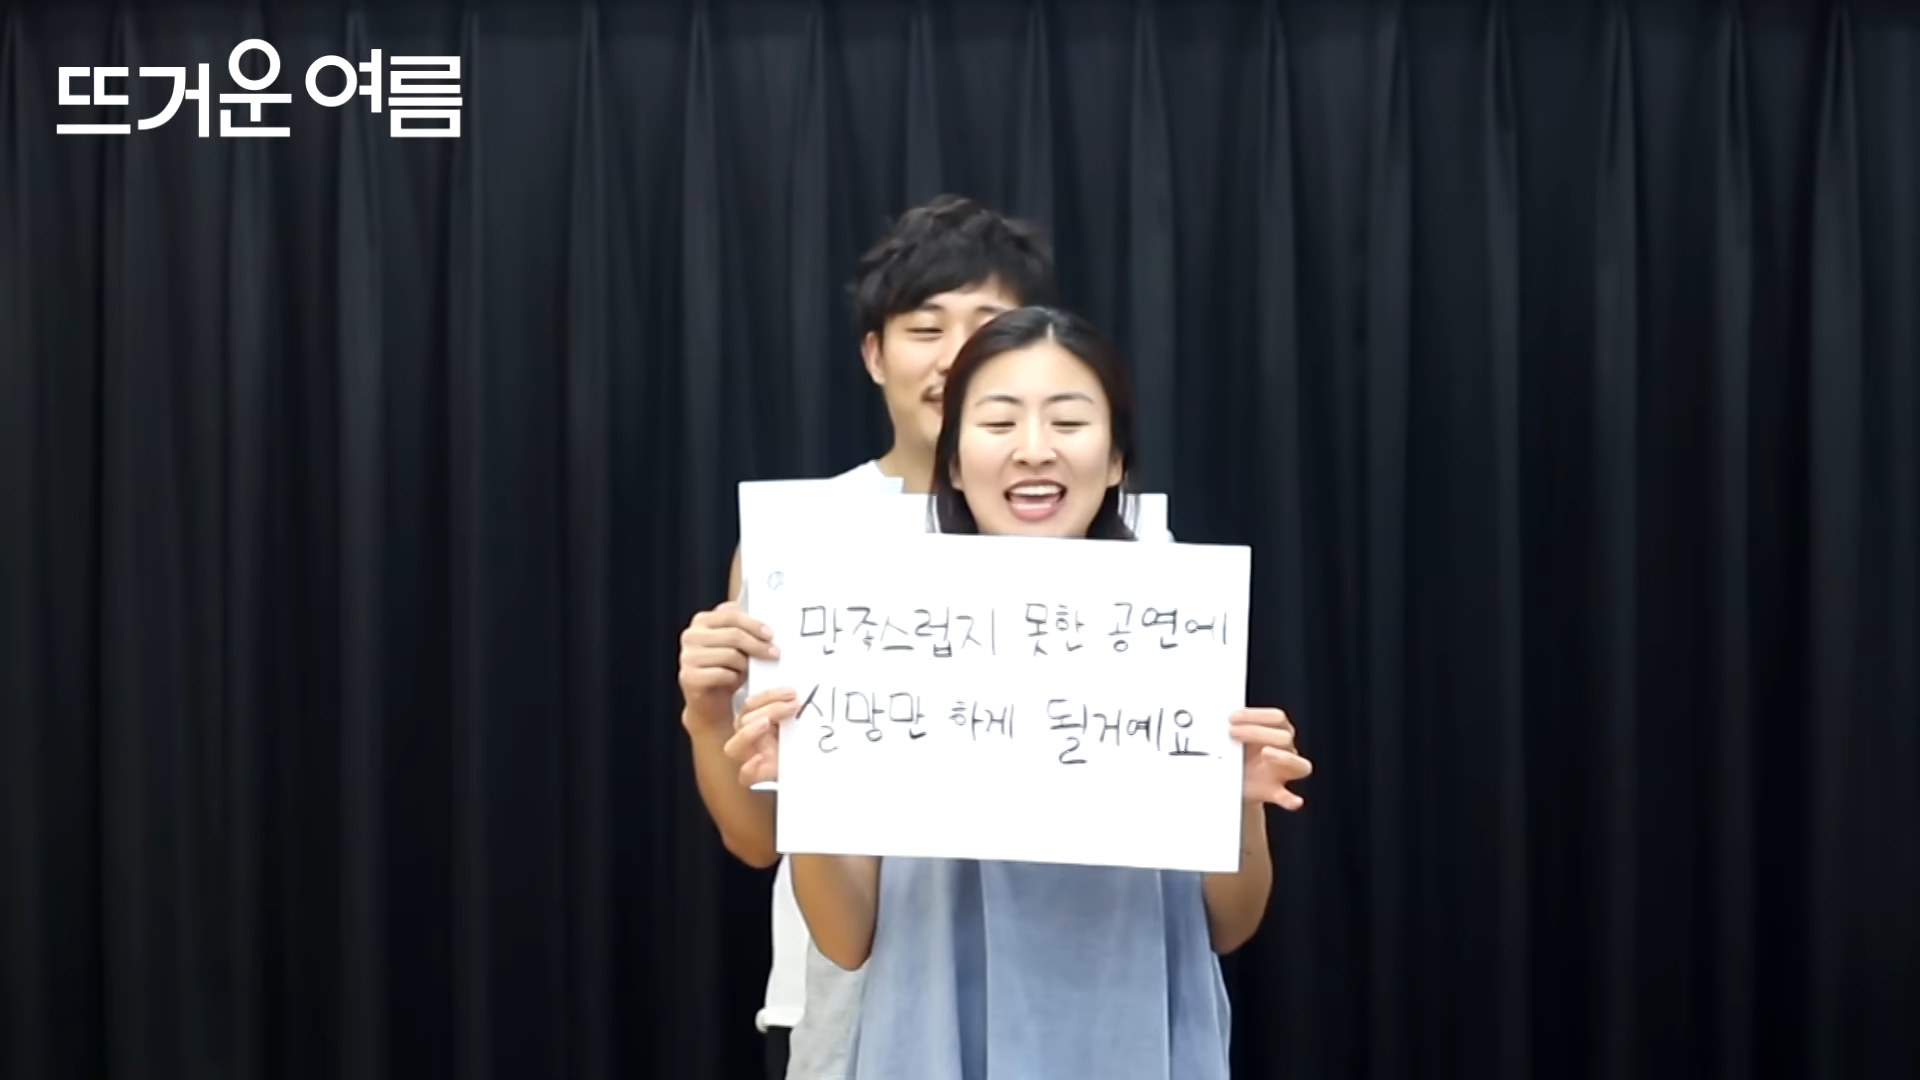 뜨거운 여름
만족스럽지 못한 공연에
실망만 하게 될거예요.